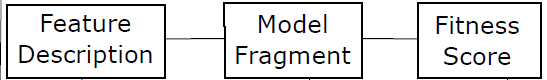 Feature
Description
Model
Fragment
Fitness
Score